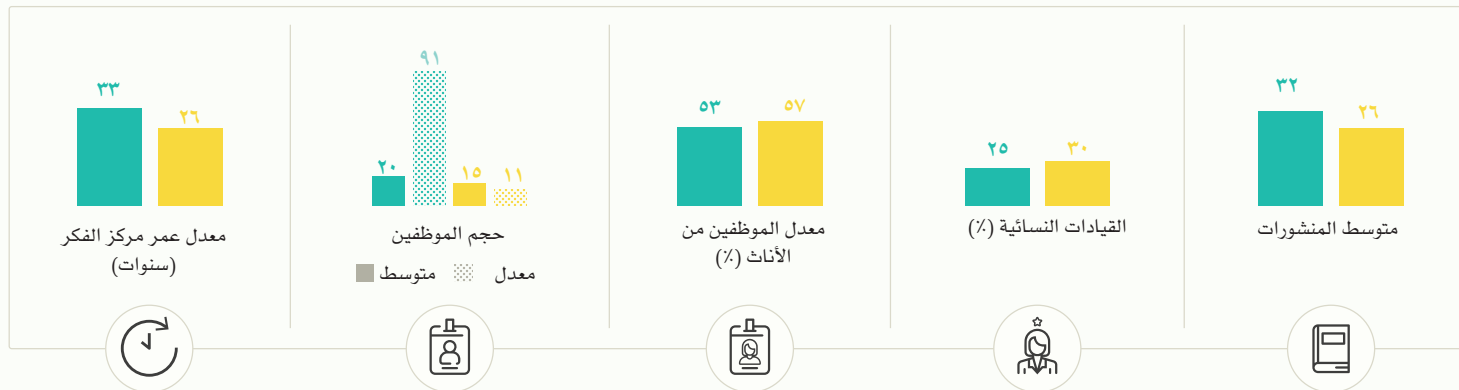 ٣٢
٢٦
متوسط المنشورات
٢٥
٣٠
القيادات النسائية (٪)
٥٣
٥٧
معدل الموظفين من
الأناث (٪)
٢٠
٩١
١٥
١١
حجم الموظفين
متوسط
معدل
٣٣
٢٦
معدل عمر مركز الفكر
(سنوات)